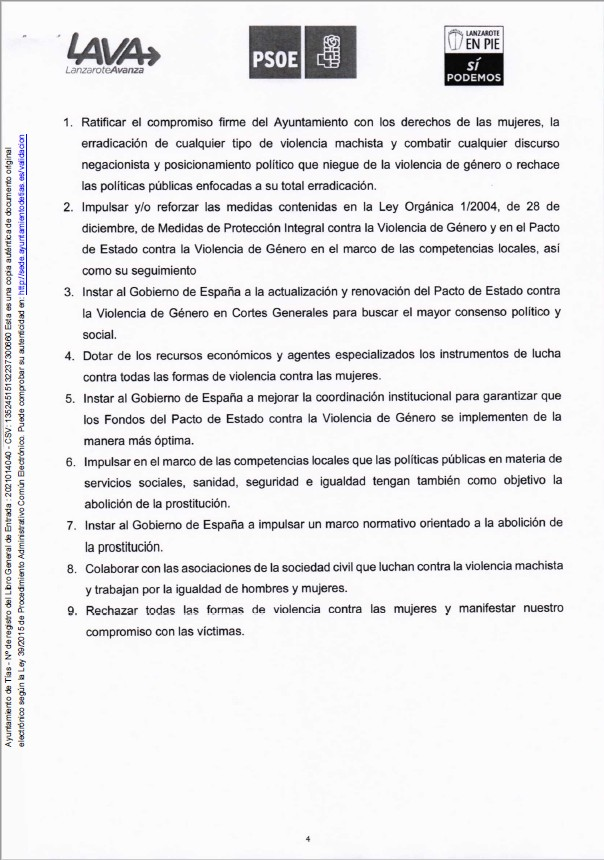 LAVA
LanzaroteAvanza
PSOE
LANZAROTE
EN PIE
SÍ
PODEMOS
1. Ratificar el compromiso firme del Ayuntamiento con los derechos de las mujeres, la
erradicación de cualquier tipo de violencia machista y combatir cualquier discurso
negacionista y posicionamiento político que niegue de la violencia de género o rechace
las políticas públicas enfocadas a su total erradicación.
2. Impulsar y/o reforzar las medidas contenidas en la Ley Orgánica 1/2004, de 28 de
diciembre, de Medidas de Protección Integral contra la Violencia de Género y en el Pacto
de Estado contra la Violencia de Género en el marco de las competencias locales, así
como su seguimiento
3. Instar al Gobierno de España a la actualización y renovación del Pacto de Estado contra
la Violencia de Género en Cortes Generales para buscar el mayor consenso político y
social.
4. Dotar de los recursos económicos y agentes especializados los instrumentos de lucha
contra todas las formas de violencia contra las mujeres.
5. Instar al Gobierno de España a mejorar la coordinación institucional para garantizar que
los Fondos del Pacto de Estado contra la Violencia de Género se implementen de la
manera más óptima.
6. Impulsar en el marco de las competencias locales que las políticas públicas en materia de
servicios sociales, sanidad, seguridad e igualdad tengan también como objetivo la
abolición de la prostitución.
7. Instar al Gobierno de España a impulsar un marco normativo orientado a la abolición de
la prostitución.
8. Colaborar con las asociaciones de la sociedad civil que luchan contra la violencia machista
y trabajan por la igualdad de hombres y mujeres.
9. Rechazar todas las formas de violencia contra las mujeres y manifestar nuestro
compromiso con las víctimas.
4
Ayuntamiento de Tías - Nº de registro del Libro General de Entrada : 2021014040 - CSV: 13524515132237300660 Esta es una copia auténtica de documento original
electrónico según la Ley 39/2015 de Procedimiento Administrativo Común Electrónico. Puede comprobar su autenticidad en: http://sede.ayuntamientodetias.es/validacion